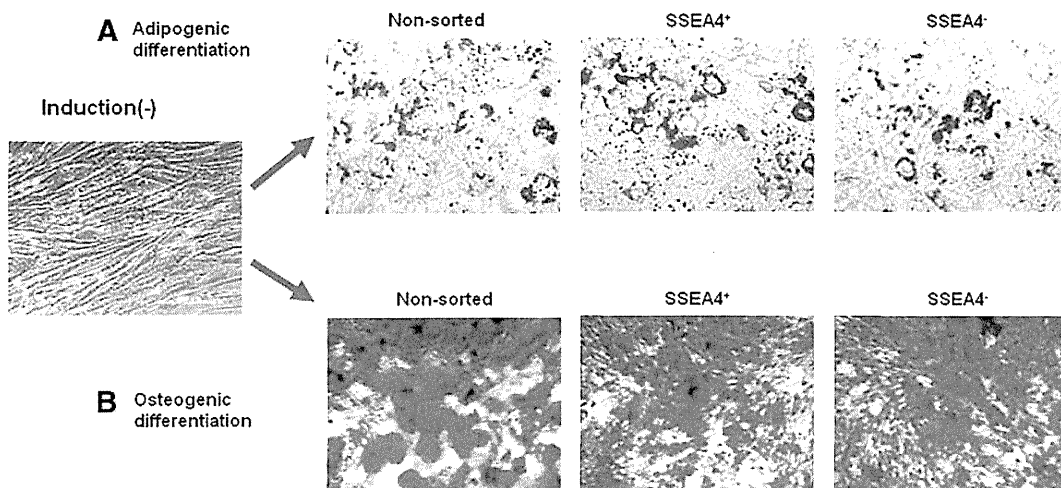 A Adipogenic
differentiation
Non-sorted
SSEA4⁺
SSEA4⁻
Induction(-)
Non-sorted
SSEA4⁺
SSEA4⁻
B Osteogenic
differentiation